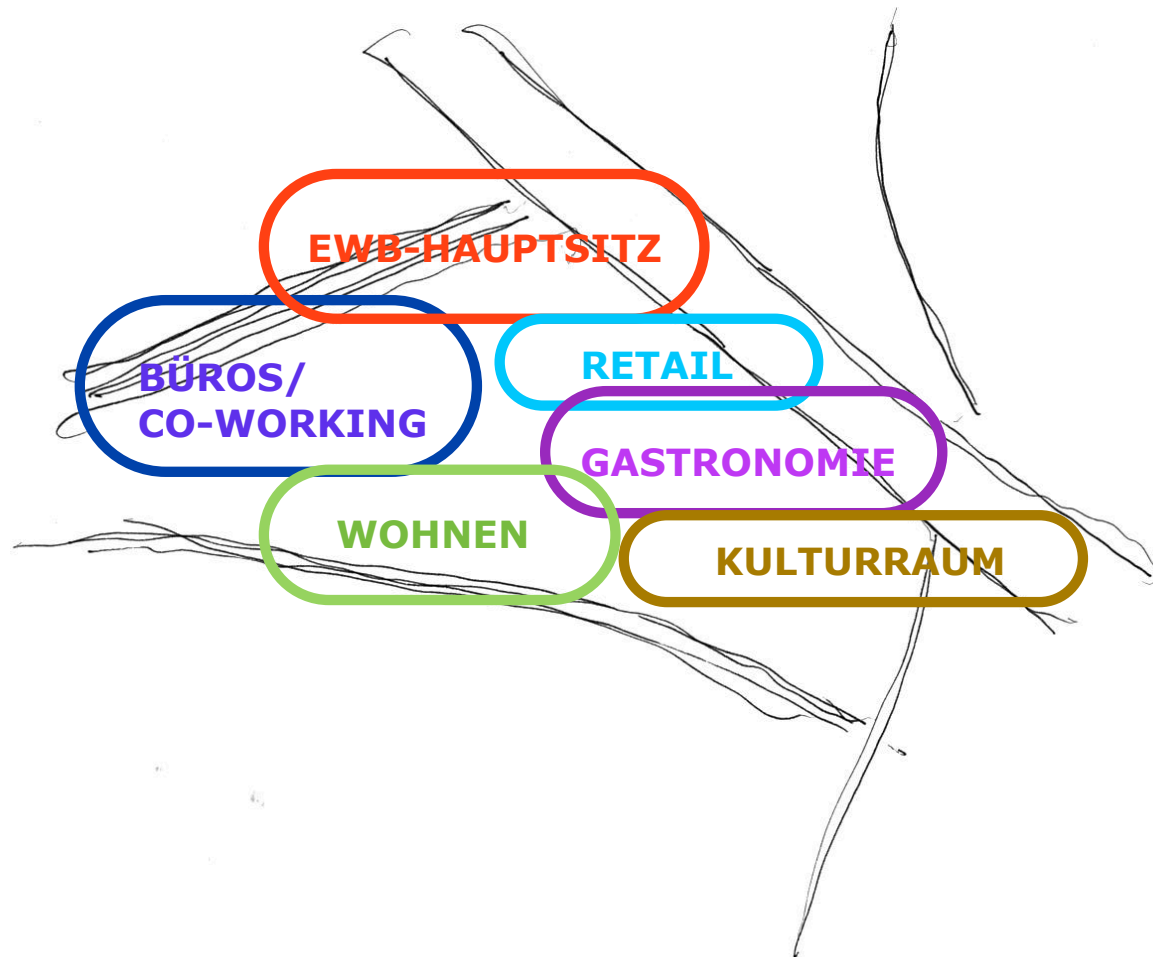 EWB-HAUPTSITZ
RETAIL
BÜROS/
CO-WORKING
GASTRONOMIE
WOHNEN
KULTURRAUM